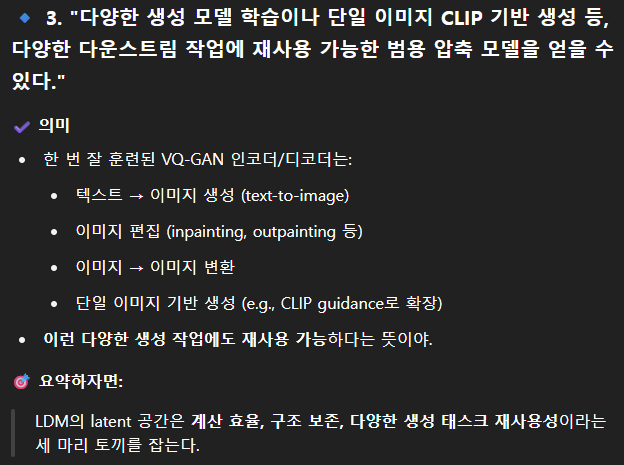 3. "다양한 생성 모델 학습이나 단일 이미지 CLIP 기반 생성 등,
다양한 다운스트림 작업에 재사용 가능한 범용 압축 모델을 얻을 수
있다."
의미
한 번 잘 훈련된 VQ-GAN 인코더/디코더는:
텍스트 → 이미지 생성 (text-to-image)
이미지 편집 (inpainting, outpainting 등)
이미지 → 이미지 변환
단일 이미지 기반 생성 (e.g., CLIP guidance로 확장)
이런 다양한 생성 작업에도 재사용 가능하다는 뜻이야.
요약하자면:
LDM의 latent 공간은 계산 효율, 구조 보존, 다양한 생성 태스크 재사용성이라는
세 마리 토끼를 잡는다.